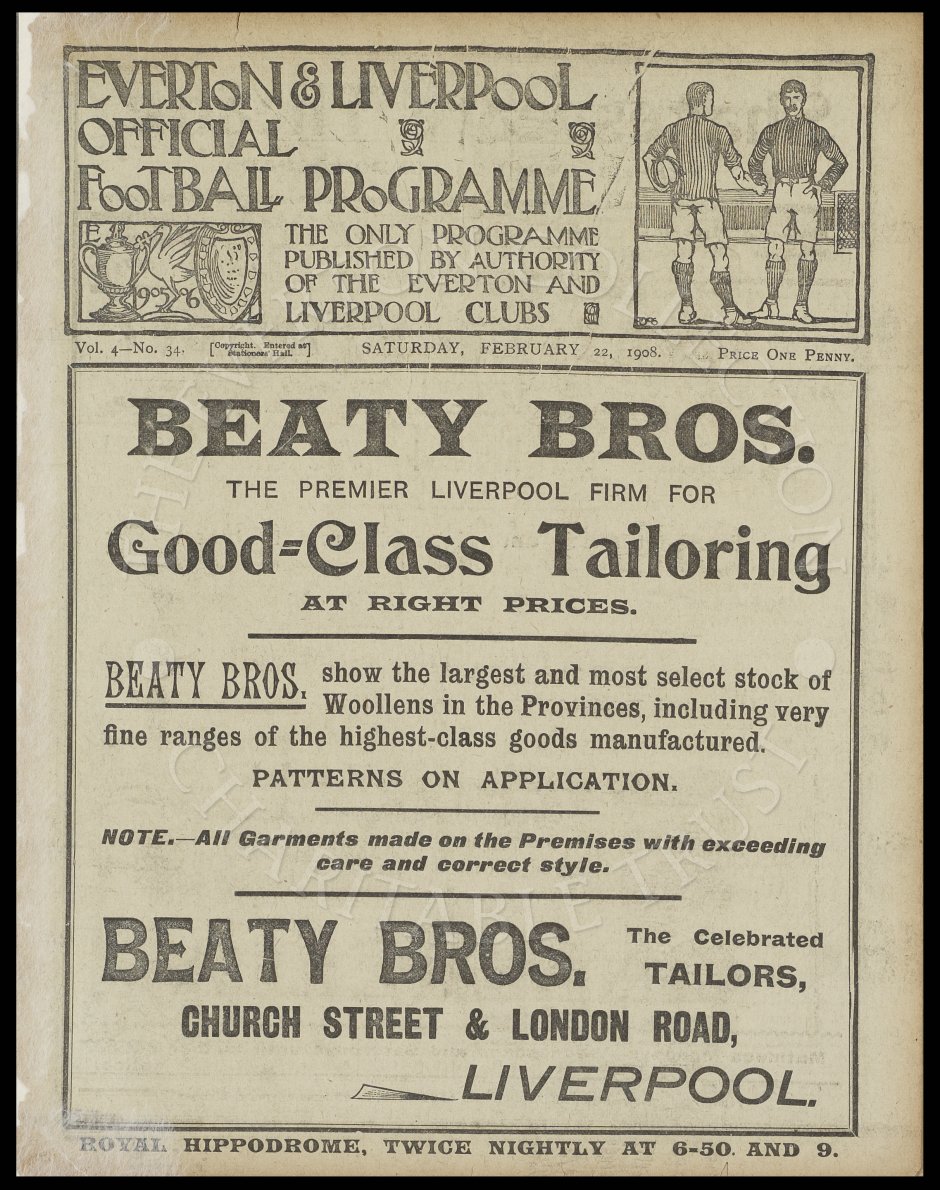 EVERTON & LIVERPOOL
OFFICIAL
FOOTBALL PROGRAMME
THE ONLY PROGRAMME
PUBLISHED BY AUTHORITY
OF THE EVERTON AND
LIVERPOOL CLUBS
E
1905 6
Vol. 4—No. 34. [Copyright. Entered at Stationers' Hall.] SATURDAY, FEBRUARY 22, 1908. PRICE ONE PENNY.
BEATY BROS.
THE PREMIER LIVERPOOL FIRM FOR
Good=Class Tailoring
AT RIGHT PRICES.
BEATY BROS. show the largest and most select stock of
Woollens in the Provinces, including very
fine ranges of the highest-class goods manufactured.
PATTERNS ON APPLICATION.
NOTE.—All Garments made on the Premises with exceeding
care and correct style.
BEATY BROS. The Celebrated
TAILORS,
CHURCH STREET & LONDON ROAD,
LIVERPOOL.
ROYAL HIPPODROME, TWICE NIGHTLY AT 6-50. AND 9.
CHARITABLE TRUST